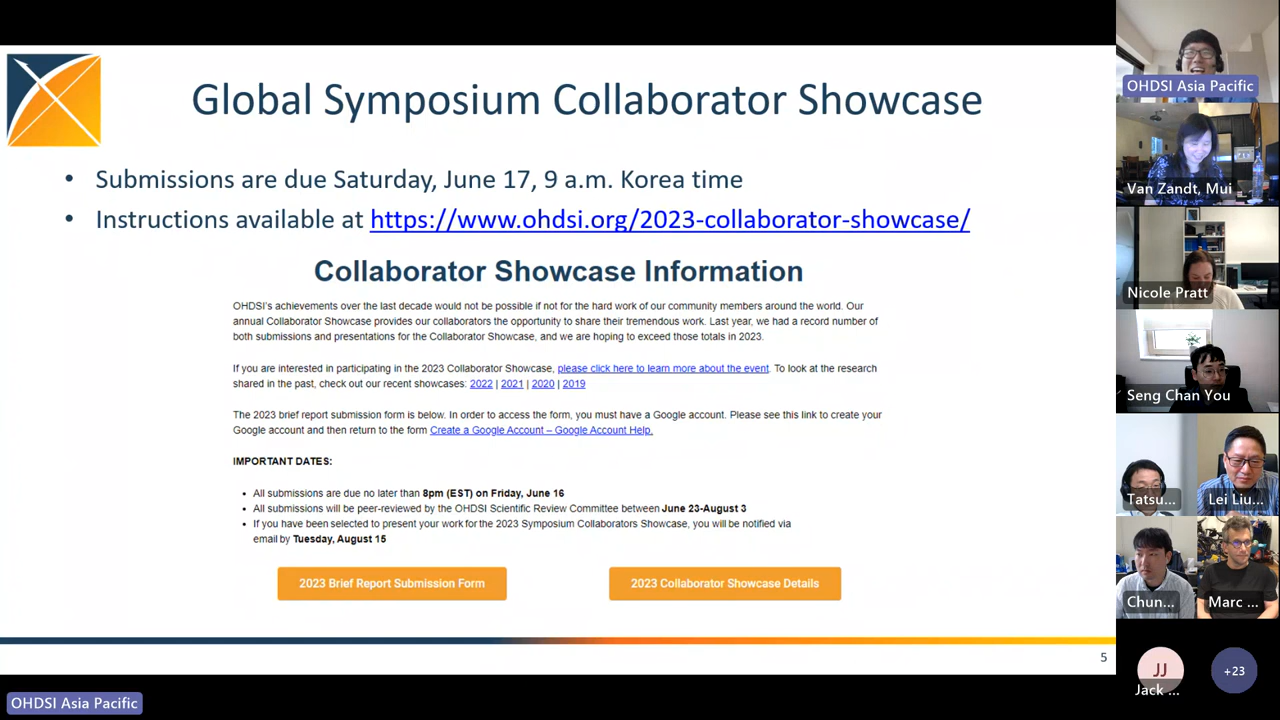 Global Symposium Collaborator Showcase
• Submissions are due Saturday, June 17, 9 a.m. Korea time
• Instructions available at https://www.ohdsi.org/2023-collaborator-showcase/
Collaborator Showcase Information
OHDSI's achievements over the last decade would not be possible if not for the hard work of our community members around the world. Our
annual Collaborator Showcase provides our collaborators the opportunity to share their tremendous work. Last year, we had a record number of
both submissions and presentations for the Collaborator Showcase, and we are hoping to exceed those totals in 2023.
If you are interested in participating in the 2023 Collaborator Showcase, please click here to learn more about the event. To look at the research
shared in the past, check out our recent showcases: 2022 | 2021 | 2020 | 2019
The 2023 brief report submission form is below. In order to access the form, you must have a Google account. Please see this link to create your
Google account and then return to the form Create a Google Account – Google Account Help.
IMPORTANT DATES:
• All submissions are due no later than 8pm (EST) on Friday, June 16
• All submissions will be peer-reviewed by the OHDSI Scientific Review Committee between June 23-August 3
• If you have been selected to present your work for the 2023 Symposium Collaborators Showcase, you will be notified via
email by Tuesday, August 15
2023 Brief Report Submission Form
2023 Collaborator Showcase Details
5
OHDSI Asia Pacific
OHDSI Asia Pacific
Van Zandt, Mui
Nicole Pratt
Seng Chan You
Tatsu...
Lei Liu...
Chun...
Marc ...
JJ
Jack ...
+23